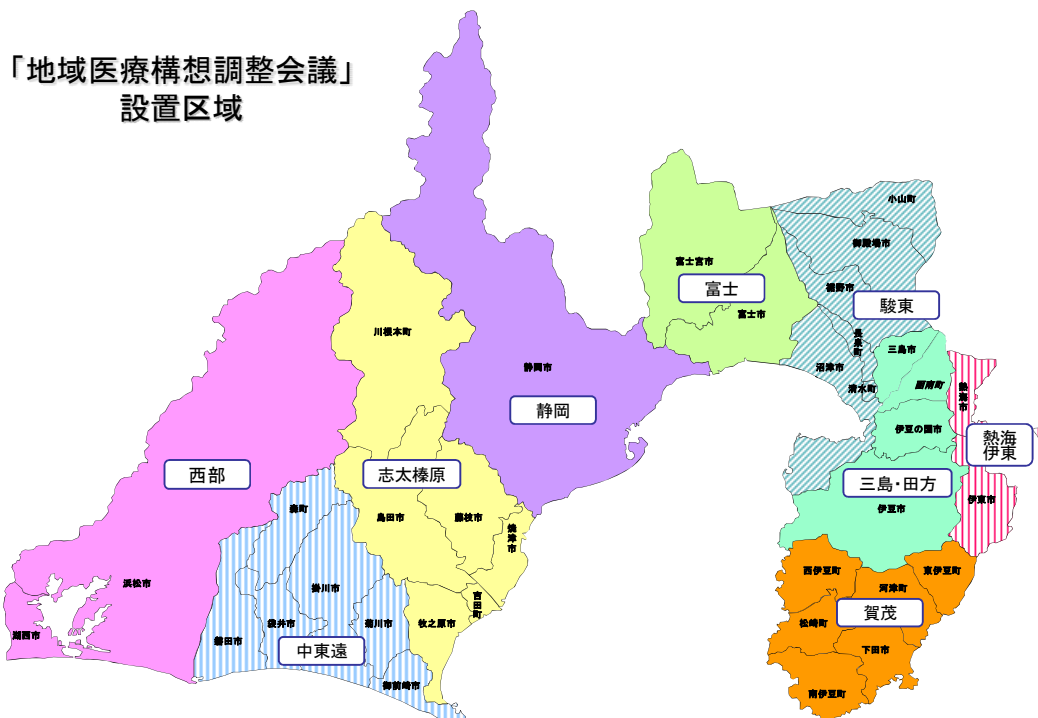 「地域医療構想調整会議」
設置区域
小山町
御殿場市
富士宮市
裾野市
富士
駿東
富士市
川根本町
長泉町
三島市
静岡市
沼津市
函南町
清水町
熱海市
静岡
伊豆の国市
熱海
伊東
西部
志太榛原
三島・田方
伊東市
森町
伊豆市
島田市
藤枝市
焼津市
西伊豆町
東伊豆町
浜松市
掛川市
河津町
吉田町
賀茂
袋井市
菊川市
牧之原市
松崎町
湖西市
磐田市
中東遠
下田市
御前崎市
南伊豆町